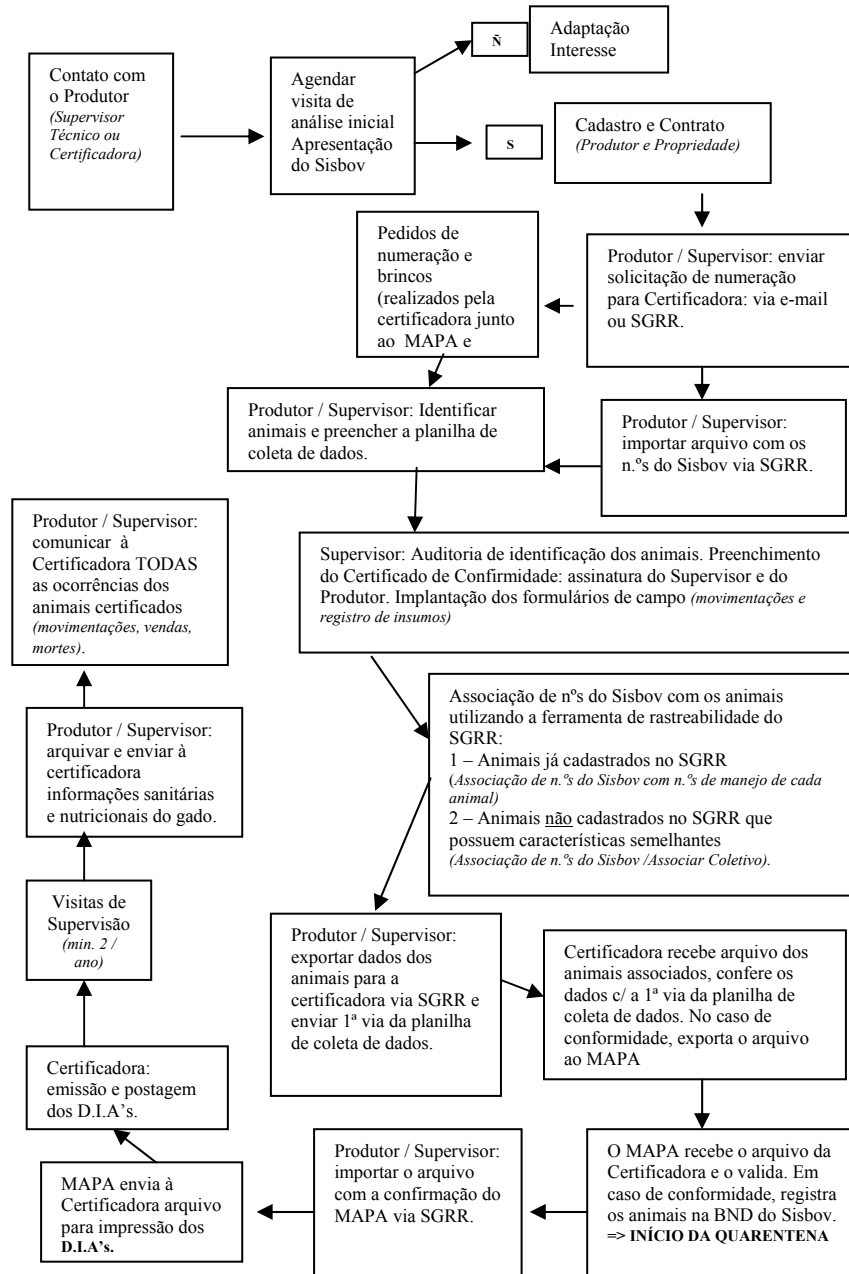 Contato com
o Produtor
(Supervisor
Técnico ou
Certificadora)
Agendar
visita de
análise inicial
Apresentação
do Sisbov
Ñ
Adaptação
Interesse
S
Cadastro e Contrato
(Produtor e Propriedade)
Produtor / Supervisor: enviar
solicitação de numeração
para Certificadora: via e-mail
ou SGRR.
Pedidos de
numeração e
brincos
(realizados pela
certificadora junto
ao MAPA e
Produtor / Supervisor:
importar arquivo com os
n.ºs do Sisbov via SGRR.
Produtor / Supervisor: Identificar
animais e preencher a planilha de
coleta de dados.
Supervisor: Auditoria de identificação dos animais. Preenchimento
do Certificado de Confirmidade: assinatura do Supervisor e do
Produtor. Implantação dos formulários de campo (movimentações e
registro de insumos)
Associação de nºs do Sisbov com os animais
utilizando a ferramenta de rastreabilidade do
SGRR:
1 – Animais já cadastrados no SGRR
(Associação de n.ºs do Sisbov com n.ºs de manejo de cada
animal)
2 – Animais não cadastrados no SGRR que
possuem características semelhantes
(Associação de n.ºs do Sisbov /Associar Coletivo).
Produtor / Supervisor:
exportar dados dos
animais para a
certificadora via SGRR e
enviar 1ª via da planilha
de coleta de dados.
Certificadora recebe arquivo dos
animais associados, confere os
dados c/ a 1ª via da planilha de
coleta de dados. No caso de
conformidade, exporta o arquivo
ao MAPA
O MAPA recebe o arquivo da
Certificadora e o valida. Em
caso de conformidade, registra
os animais na BND do Sisbov.
=> INÍCIO DA QUARENTENA
Produtor / Supervisor:
importar o arquivo
com a confirmação do
MAPA via SGRR.
MAPA envia à
Certificadora arquivo
para impressão dos
D.I.A's.
Certificadora:
emissão e postagem
dos D.I.A's.
Visitas de
Supervisão
(min. 2 /
ano)
Produtor / Supervisor:
arquivar e enviar à
certificadora
informações sanitárias
e nutricionais do gado.
Produtor / Supervisor:
comunicar à
Certificadora TODAS
as ocorrências dos
animais certificados
(movimentações, vendas,
mortes).